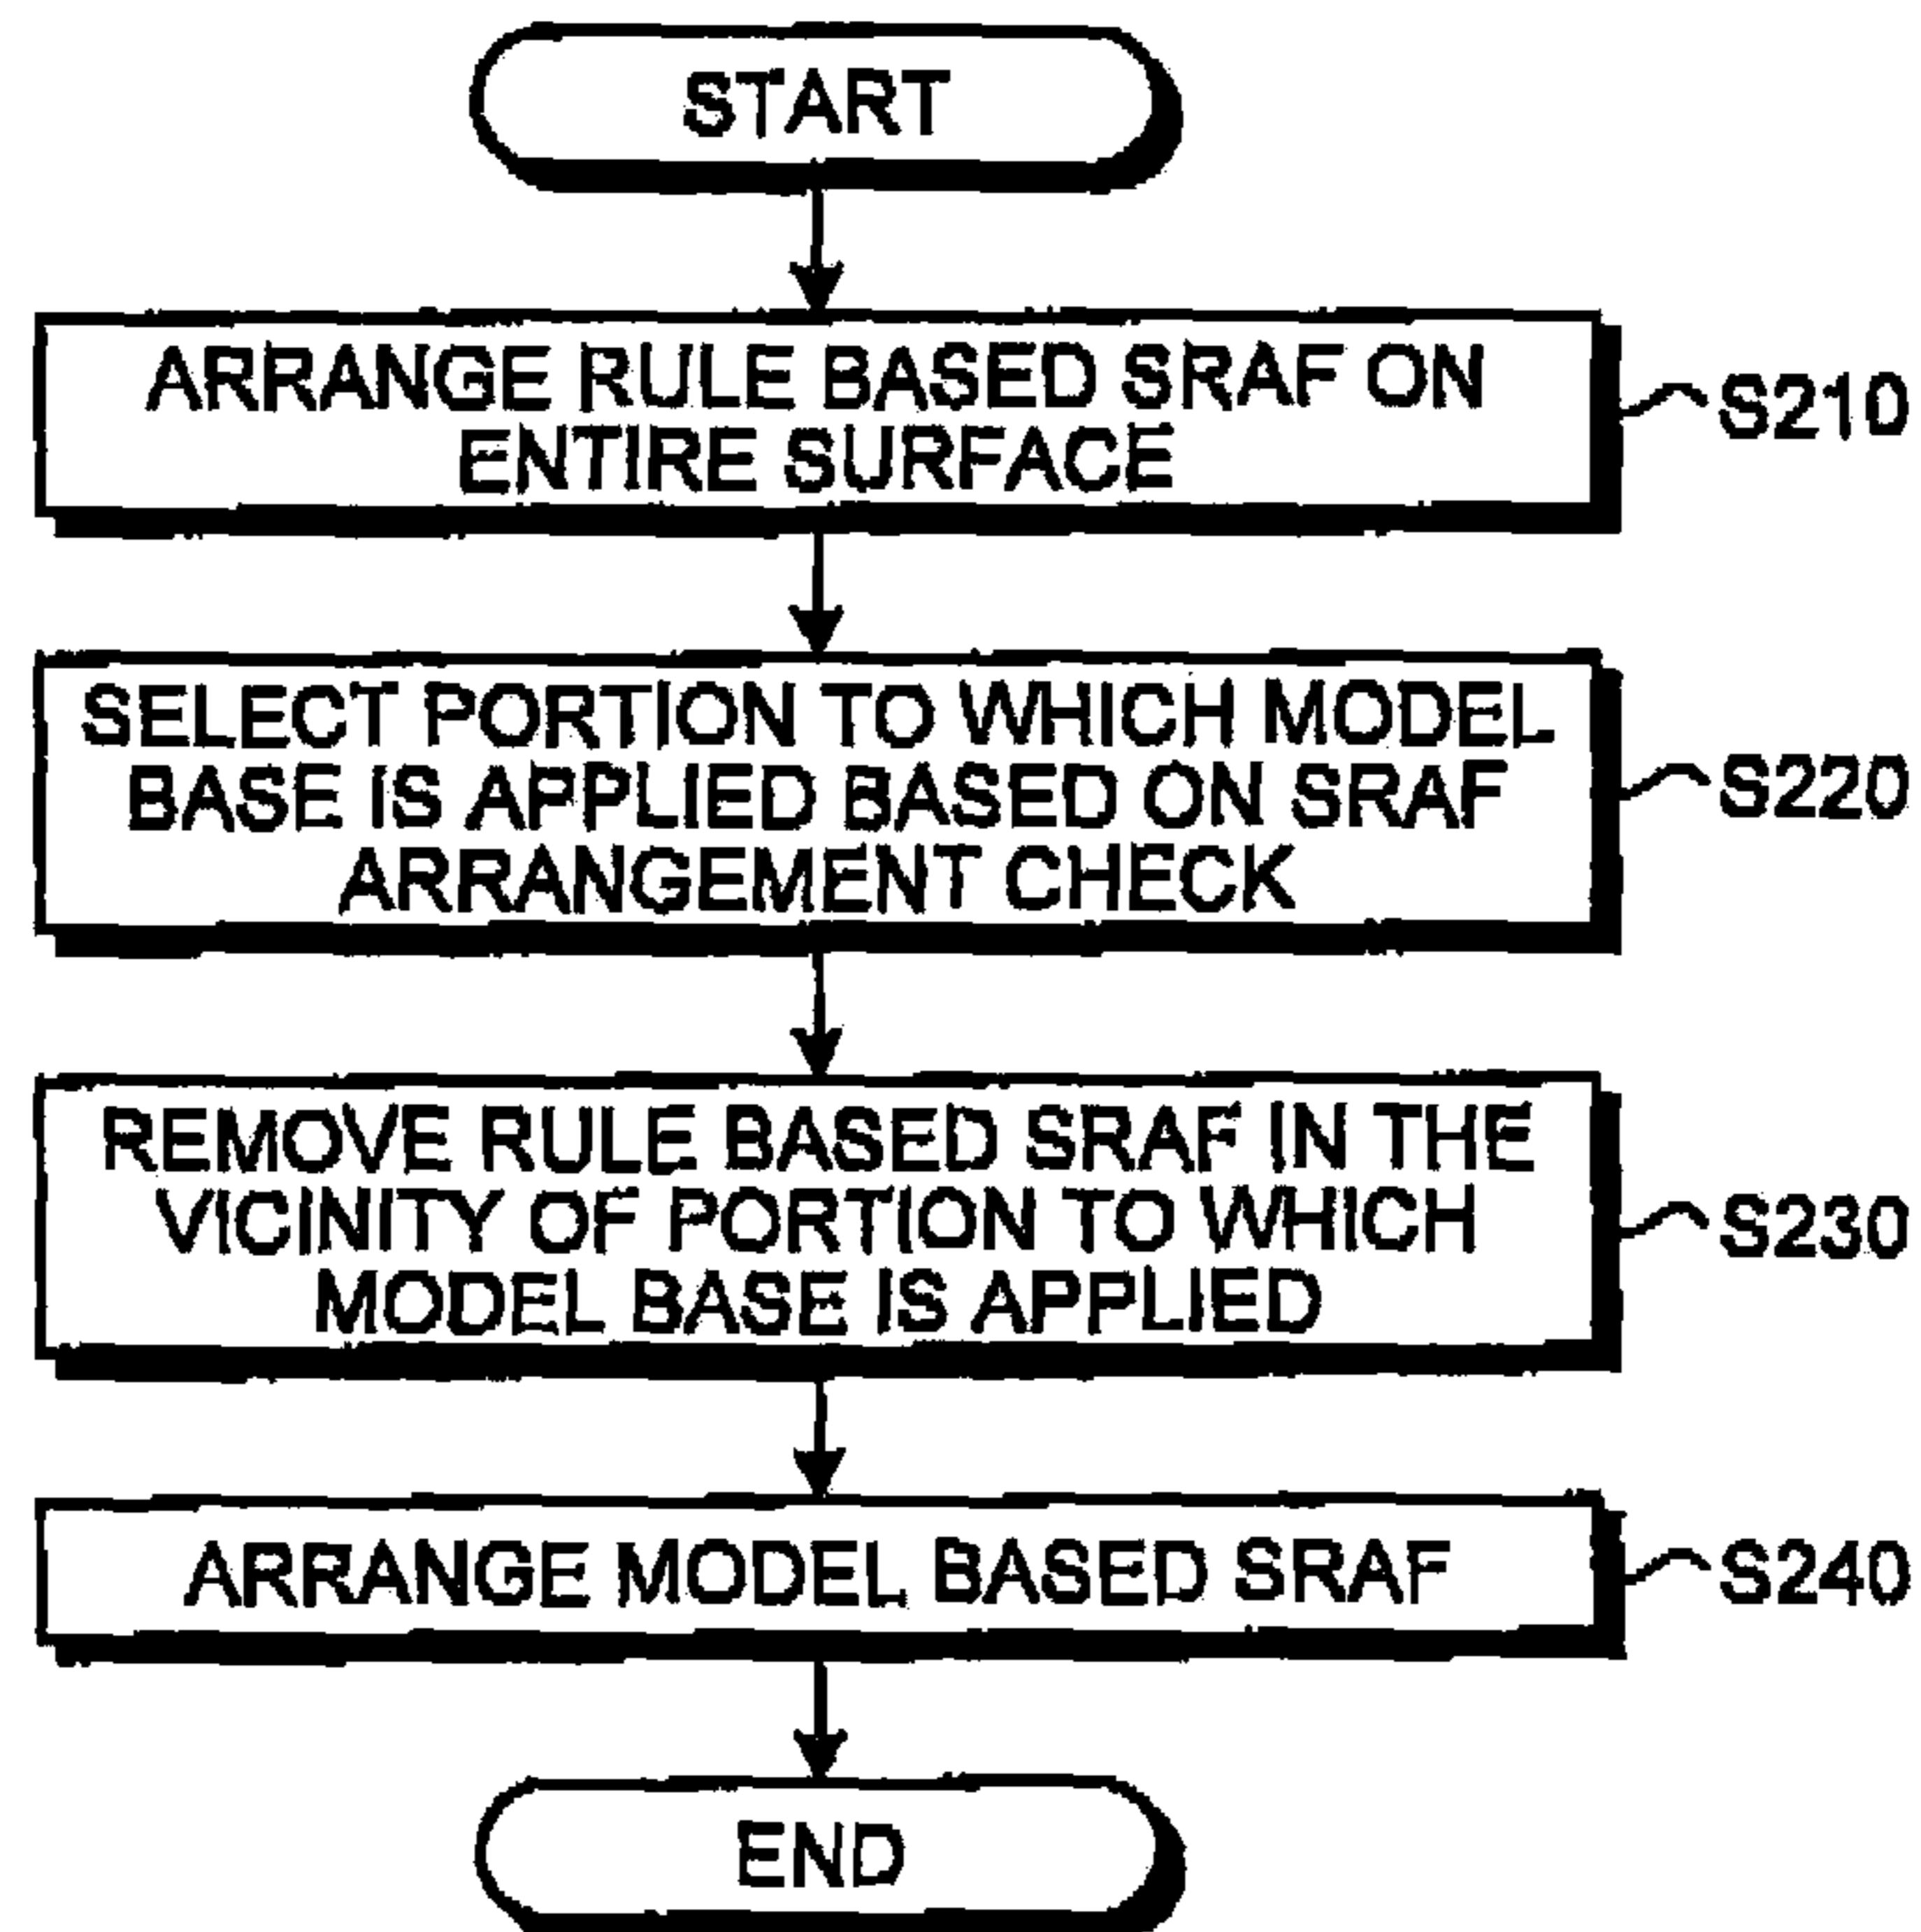 START
ARRANGE RULE BASED SRAF ON
ENTIRE SURFACE
S210
SELECT PORTION TO WHICH MODEL
BASE IS APPLIED BASED ON SRAF
ARRANGEMENT CHECK
S220
REMOVE RULE BASED SRAF IN THE
VICINITY OF PORTION TO WHICH
MODEL BASE IS APPLIED
S230
ARRANGE MODEL BASED SRAF
S240
END